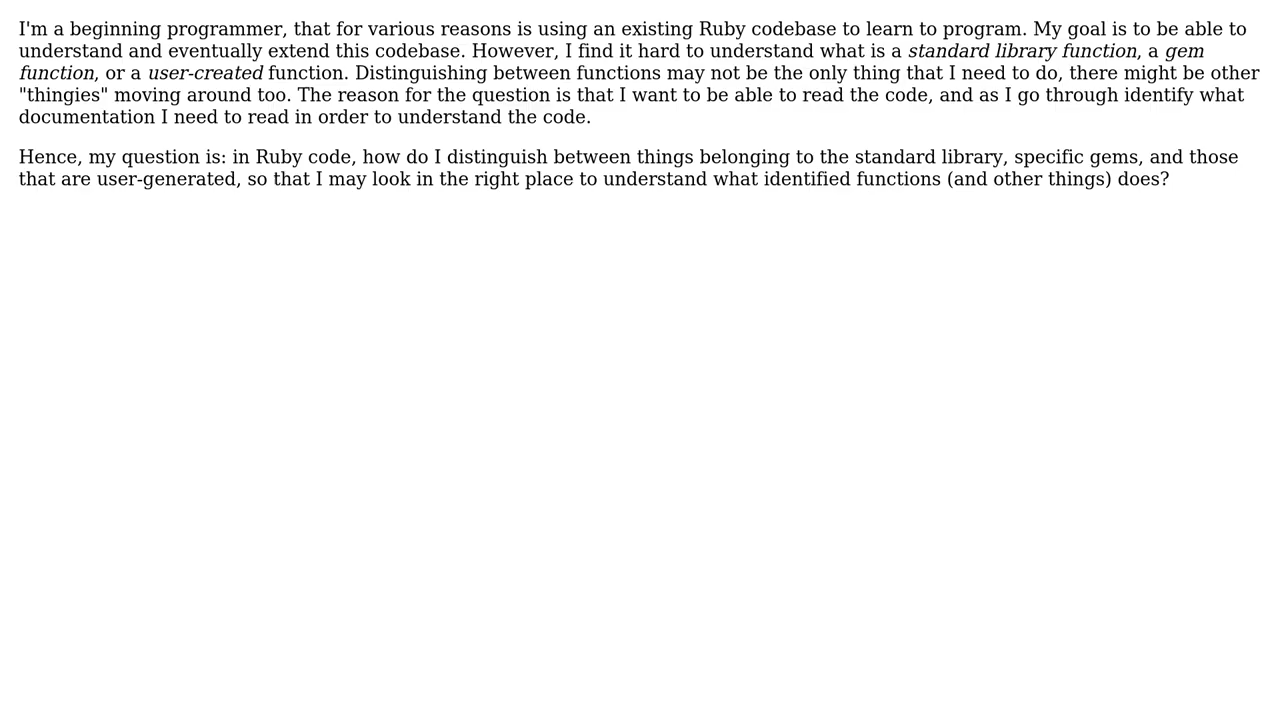 I'm a beginning programmer, that for various reasons is using an existing Ruby codebase to learn to program. My goal is to be able to
understand and eventually extend this codebase. However, I find it hard to understand what is a standard library function, a gem
function, or a user-created function. Distinguishing between functions may not be the only thing that I need to do, there might be other
"thingies" moving around too. The reason for the question is that I want to be able to read the code, and as I go through identify what
documentation I need to read in order to understand the code.
Hence, my question is: in Ruby code, how do I distinguish between things belonging to the standard library, specific gems, and those
that are user-generated, so that I may look in the right place to understand what identified functions (and other things) does?